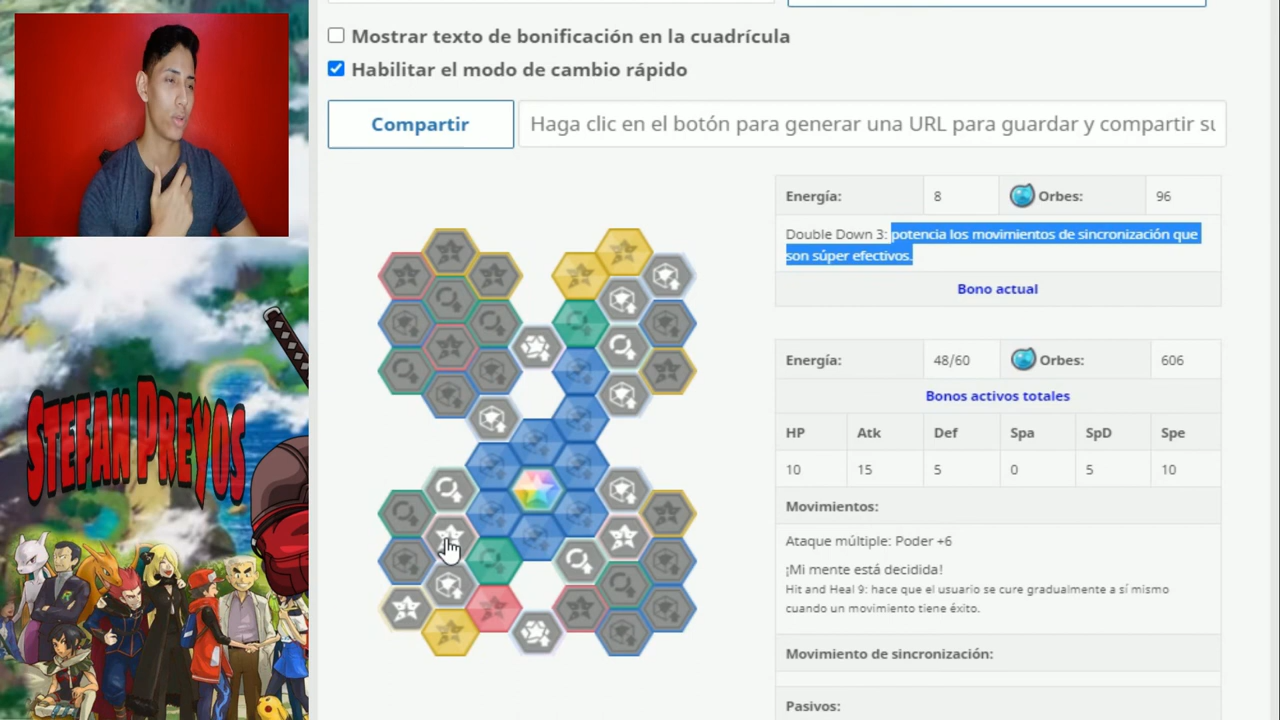 Mostrar texto de bonificación en la cuadrícula
Habilitar el modo de cambio rápido
Compartir
Haga clic en el botón para generar una URL para guardar y compartir su
Energía: 8 Orbes: 96
Double Down 3: potencia los movimientos de sincronización que
son súper efectivos.
Bono actual
Energía: 48/60 Orbes: 606
Bonos activos totales
HP Atk Def Spa SpD Spe
10 15 5 0 5 10
Movimientos:
Ataque múltiple: Poder +6
¡Mi mente está decidida!
Hit and Heal 9: hace que el usuario se cure gradualmente a sí mismo
cuando un movimiento tiene éxito.
Movimiento de sincronización:
Pasivos:
STEFAN PREYOS